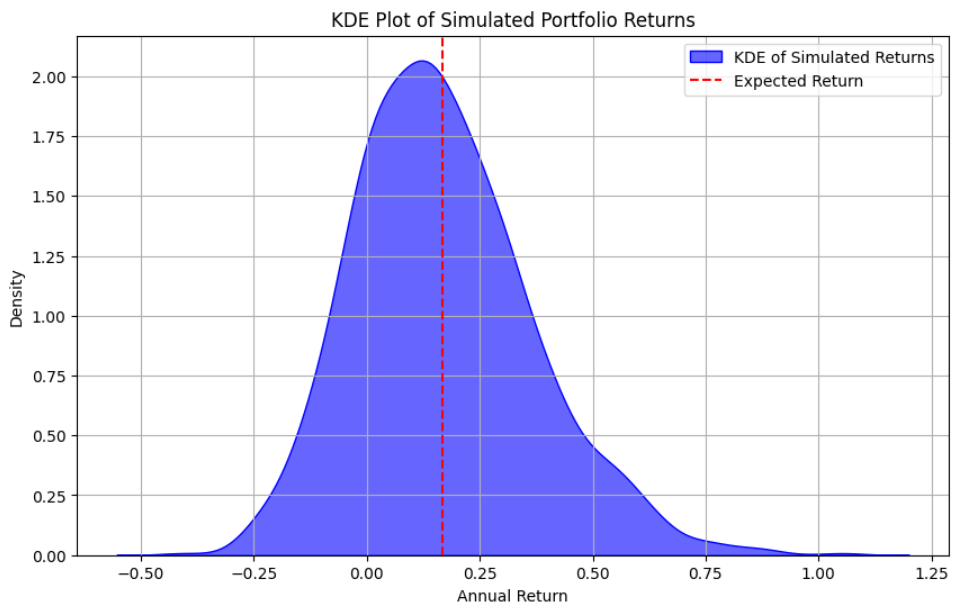 KDE Plot of Simulated Portfolio Returns
KDE of Simulated Returns
Expected Return
2.00
1.75
1.50
1.25
1.00
0.75
0.50
0.25
0.00
Density
−0.50 −0.25 0.00 0.25 0.50 0.75 1.00 1.25
Annual Return